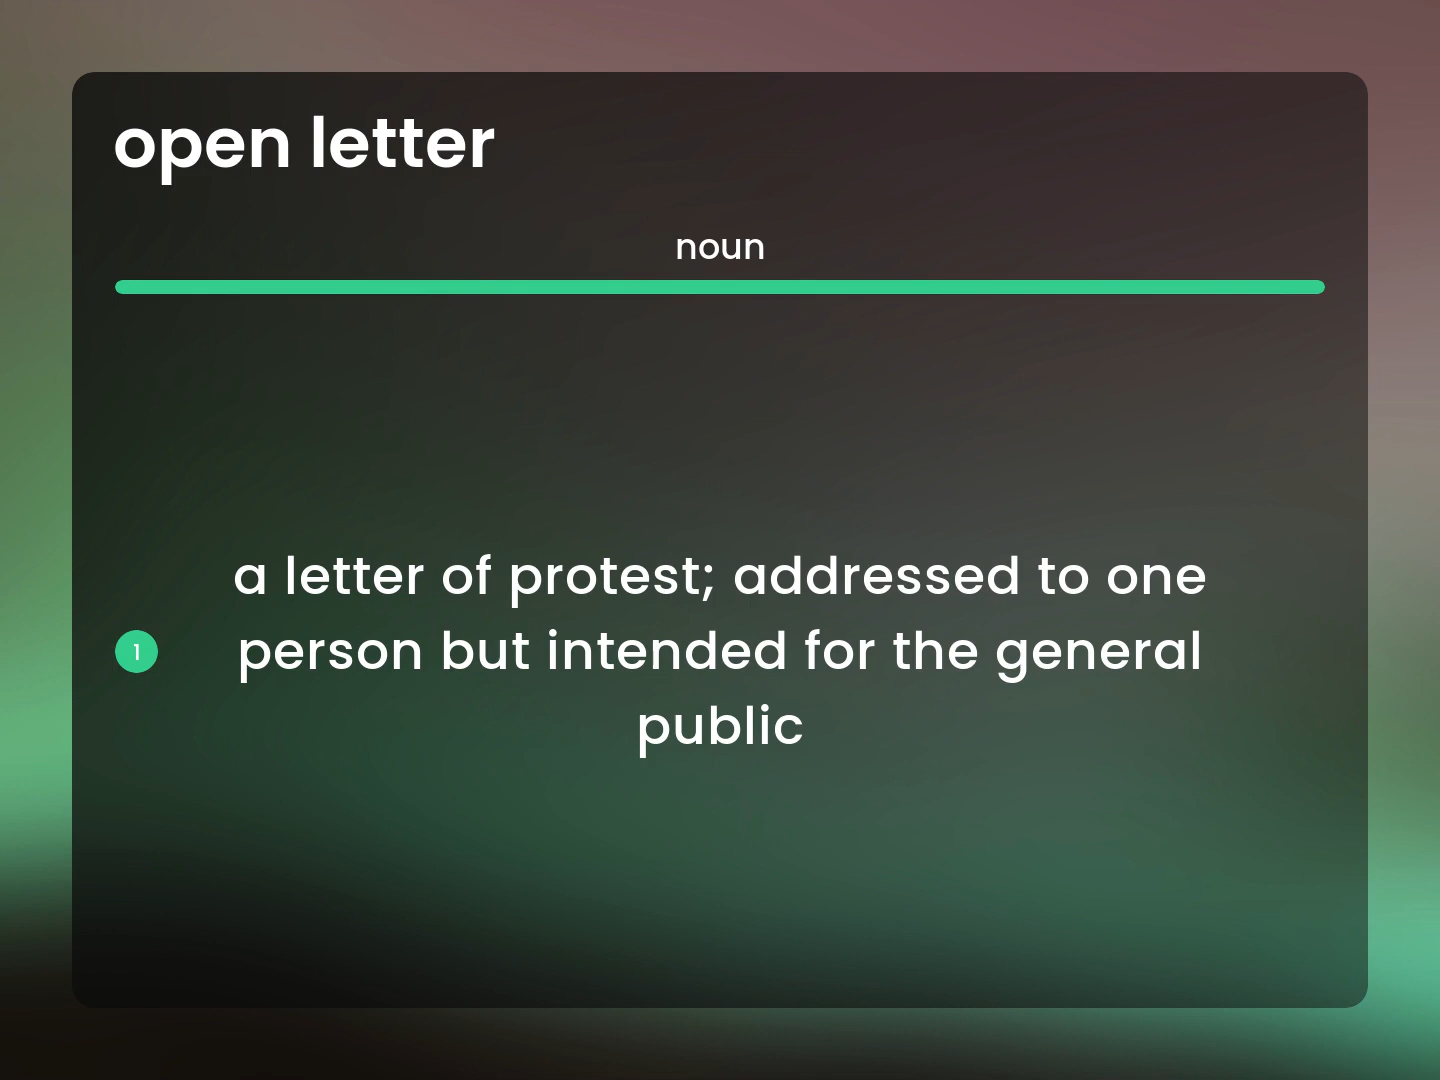 open letter
noun
a letter of protest; addressed to one
1 person but intended for the general
public